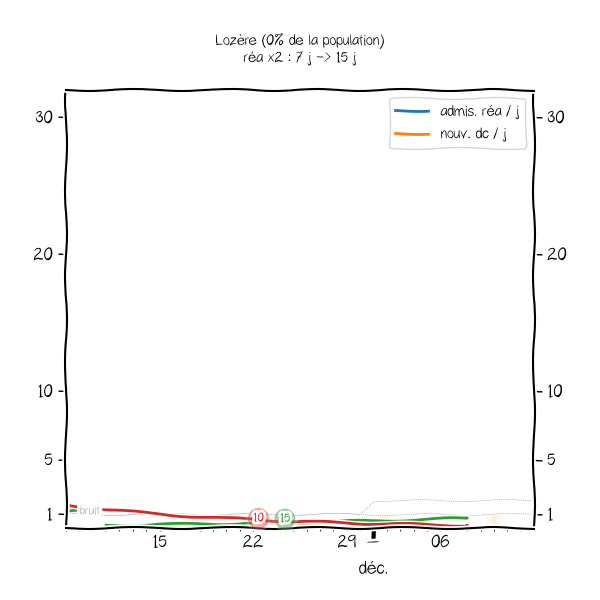 Lozère (0% de la population)
réa x2 : 7 j -> 15 j
admis. réa / j
nouv. dc / j
30
30
20
20
10
10
5
5
bruit
10
15
1
1
15
22
29
06
déc.